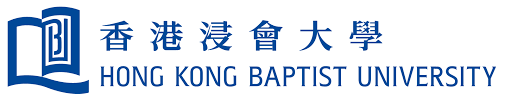 香港浸會大學
HONG KONG BAPTIST UNIVERSITY